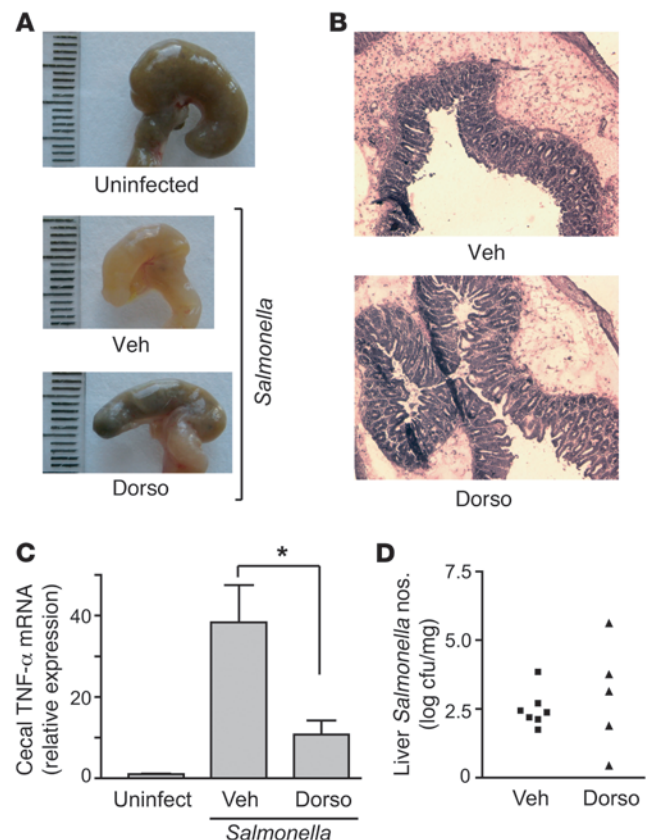 A
Uninfected
Veh
Dorso
Salmonella
B
Veh
Dorso
C
Cecal TNF-α mRNA
(relative expression)
40
20
0
*
Uninfect
Veh
Dorso
Salmonella
D
Liver Salmonella nos.
(log cfu/mg)
7.5
5.0
2.5
0
Veh
Dorso